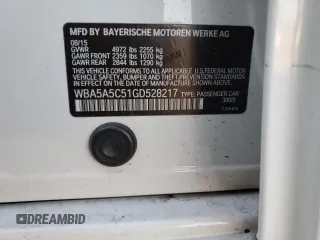 MFD BY BAYERISCHE MOTOREN WERKE AG
08/15
GVWR 4972 lbs 2255 kg
GAWR FRONT 2359 lbs 1070 kg
GAWR REAR 2844 lbs 1290 kg
THIS VEHICLE CONFORMS TO ALL APPLICABLE
U.S. FEDERAL MOTOR VEHICLE SAFETY, BUMPER
AND THEFT PREVENTION STANDARDS IN EFFECT
ON THE DATE OF MANUFACTURE SHOWN ABOVE.
WBA5A5C51GD528217 TYPE: PASSENGER CAR
DREAMBID